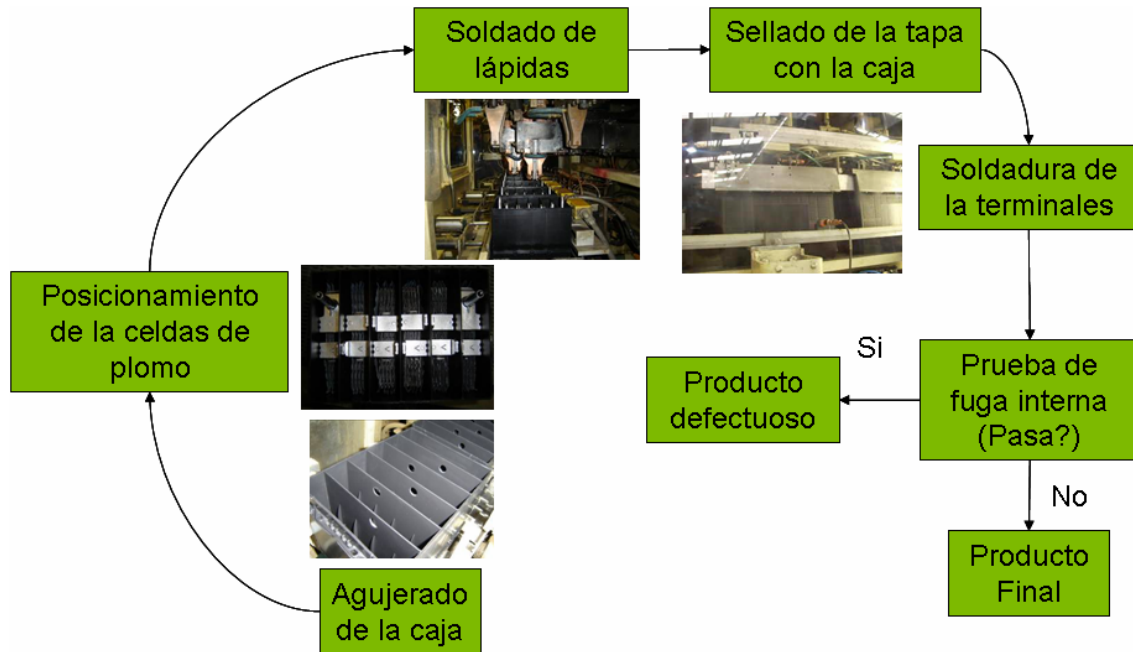 Soldado de
lápidas
Sellado de la tapa
con la caja
Soldadura de
la terminales
Posicionamiento
de la celdas de
plomo
Si
Prueba de
fuga interna
(Pasa?)
Producto
defectuoso
No
Producto
Final
Agujerado
de la caja